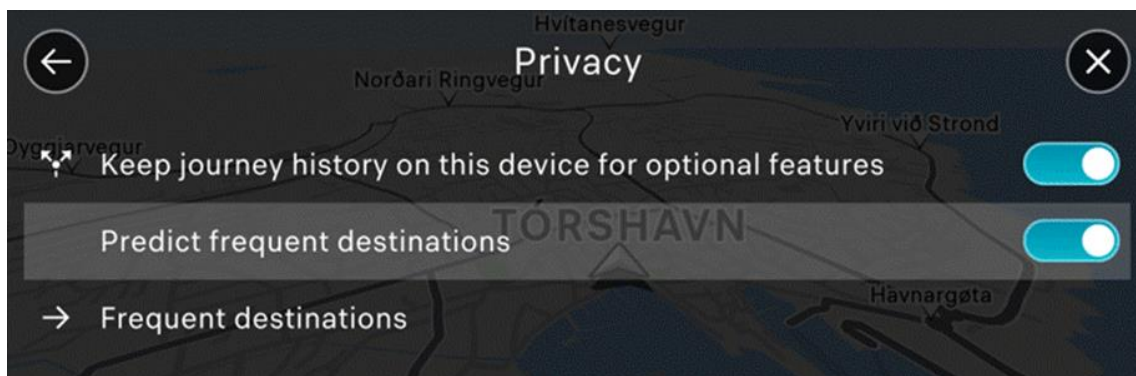 Hvítanesvegur
Privacy
Norðari Ringvegur
Yviri við Strond
Keep journey history on this device for optional features
TÓRSHAVN
Predict frequent destinations
Havnargøta
Frequent destinations